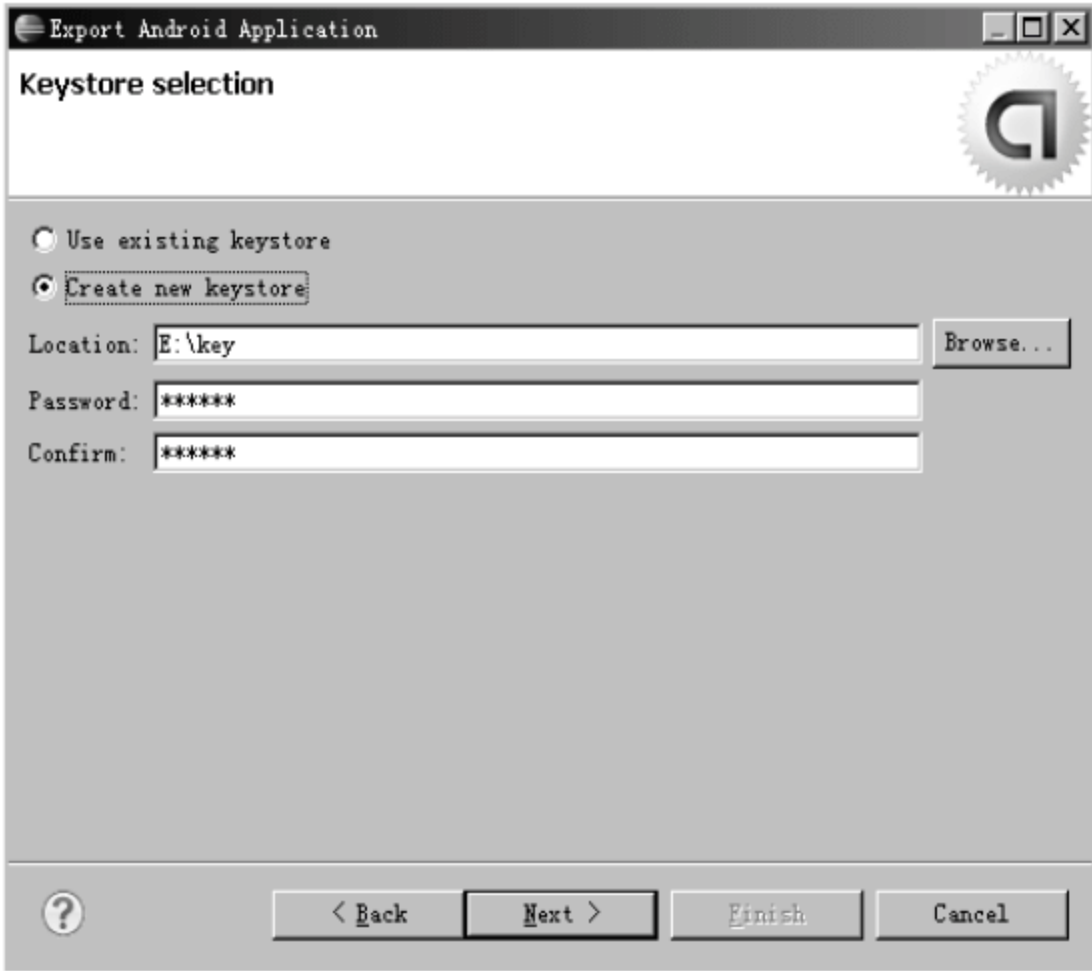 Export Android Application
Keystore selection
Use existing keystore
Create new keystore
Location: E:\key Browse...
Password: ******
Confirm: ******
? < Back Next > Finish Cancel